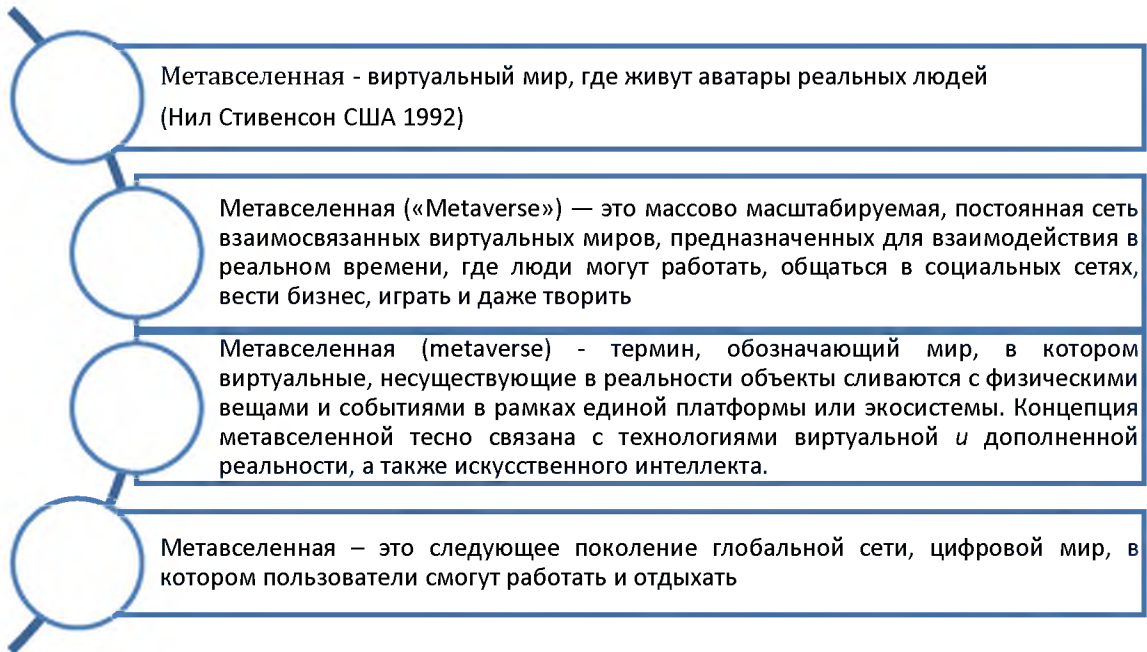 Метавселенная - виртуальный мир, где живут аватары реальных людей
(Нил Стивенсон США 1992)
Метавселенная («Metaverse») — это массово масштабируемая, постоянная сеть
взаимосвязанных виртуальных миров, предназначенных для взаимодействия в
реальном времени, где люди могут работать, общаться в социальных сетях,
вести бизнес, играть и даже творить
Метавселенная (metaverse) - термин, обозначающий мир, в котором
виртуальные, несуществующие в реальности объекты сливаются с физическими
вещами и событиями в рамках единой платформы или экосистемы. Концепция
метавселенной тесно связана с технологиями виртуальной и дополненной
реальности, а также искусственного интеллекта.
Метавселенная – это следующее поколение глобальной сети, цифровой мир, в
котором пользователи смогут работать и отдыхать